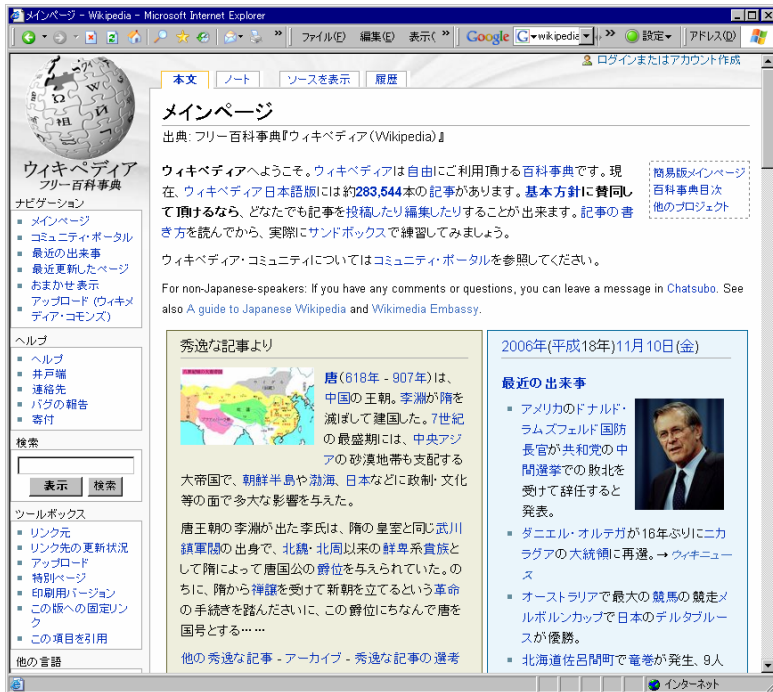 メインページ - Wikipedia - Microsoft Internet Explorer
ファイル(F) 編集(E) 表示( » Google G wikipedia » 設定 アドレス(D)
ログインまたはアカウント作成
本文 ノート ソースを表示 履歴
メインページ
出典: フリー百科事典『ウィキペディア(Wikipedia)』
ウィキペディア
フリー百科事典
ナビゲーション
メインページ
コミュニティ・ポータル
最近の出来事
最近更新したページ
おまかせ表示
アップロード (ウィキメ
ディア・コモンズ)
ヘルプ
ヘルプ
井戸端
連絡先
バグの報告
寄付
検索
表示 検索
ツールボックス
リンク元
リンク先の更新状況
アップロード
特別ページ
印刷用バージョン
この版への固定リン
ク
この項目を引用
他の言語
ウィキペディアへようこそ。ウィキペディアは自由にご利用頂ける百科事典です。現
在、ウィキペディア日本語版には約283,544本の記事があります。基本方針に賛同し
て頂けるなら、どなたでも記事を投稿したり編集したりすることが出来ます。記事の書
き方を読んでから、実際にサンドボックスで練習してみましょう。
簡易版メインページ
百科事典目次
他のプロジェクト
ウィキペディア・コミュニティについてはコミュニティ・ポータルを参照してください。
For non-Japanese-speakers: If you have any comments or questions, you can leave a message in Chatsubo. See
also A guide to Japanese Wikipedia and Wikimedia Embassy.
秀逸な記事より
唐(618年 - 907年)は、
中国の王朝。李淵が隋を
滅ぼして建国した。7世紀
の最盛期には、中央アジ
アの砂漠地帯も支配する
大帝国で、朝鮮半島や渤海、日本などに政制・文化
等の面で多大な影響を与えた。
唐王朝の李淵が出た李氏は、隋の皇室と同じ武川
鎮軍閥の出身で、北魏・北周以来の鮮卑系貴族と
して隋によって唐国公の爵位を与えられていた。の
ちに、隋から禅譲を受けて新朝を立てるという革命
の手続きを踏んださいに、この爵位にちなんで唐を
国号とする……
他の秀逸な記事 - アーカイブ - 秀逸な記事の選考
2006年(平成18年)11月10日(金)
最近の出来事
アメリカのドナルド・
ラムズフェルド国防
長官が共和党の中
間選挙での敗北を
受けて辞任すると
発表。
ダニエル・オルテガが16年ぶりにニカ
ラグアの大統領に再選。→ ウィキニュー
ス
オーストラリアで最大の競馬の競走メ
ルボルンカップで日本のデルタブルー
スが優勝。
北海道佐呂間町で竜巻が発生、9人
インターネット